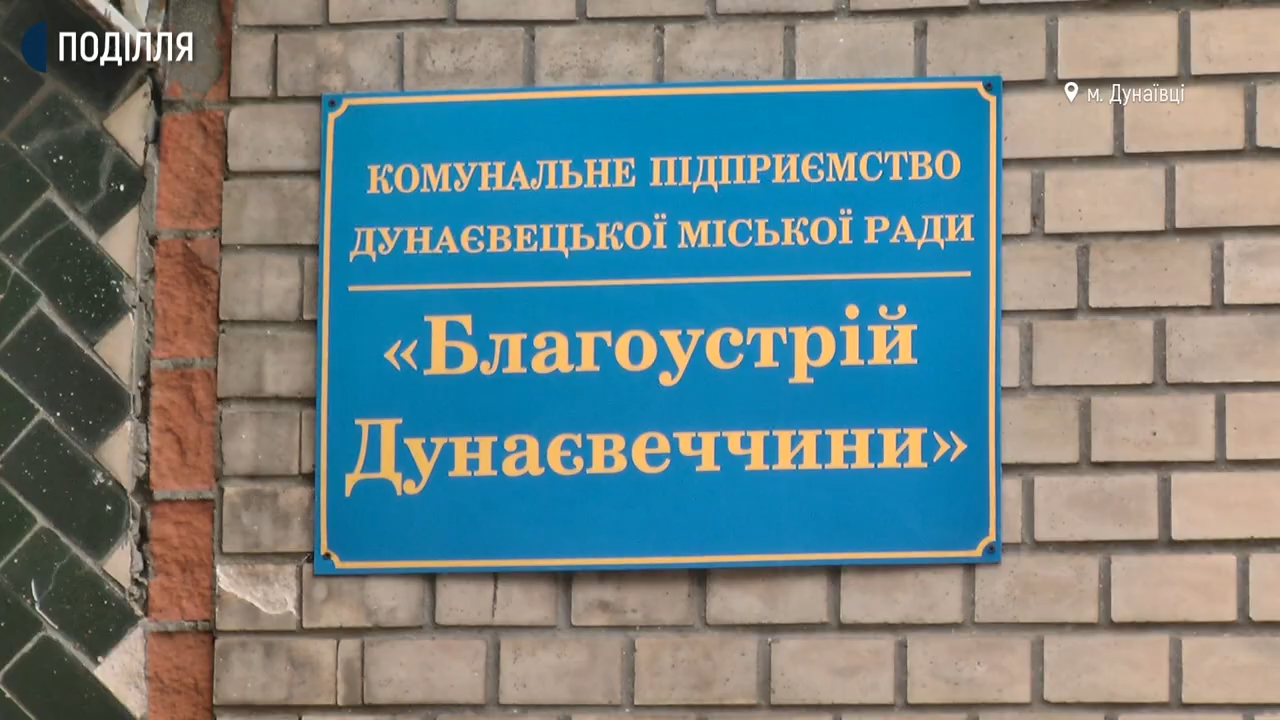 ПОДІЛЛЯ
м. Дунаївці
КОМУНАЛЬНЕ ПІДПРИЄМСТВО
ДУНАЄВЕЦЬКОЇ МІСЬКОЇ РАДИ
«Благоустрій
Дунаєвеччини»